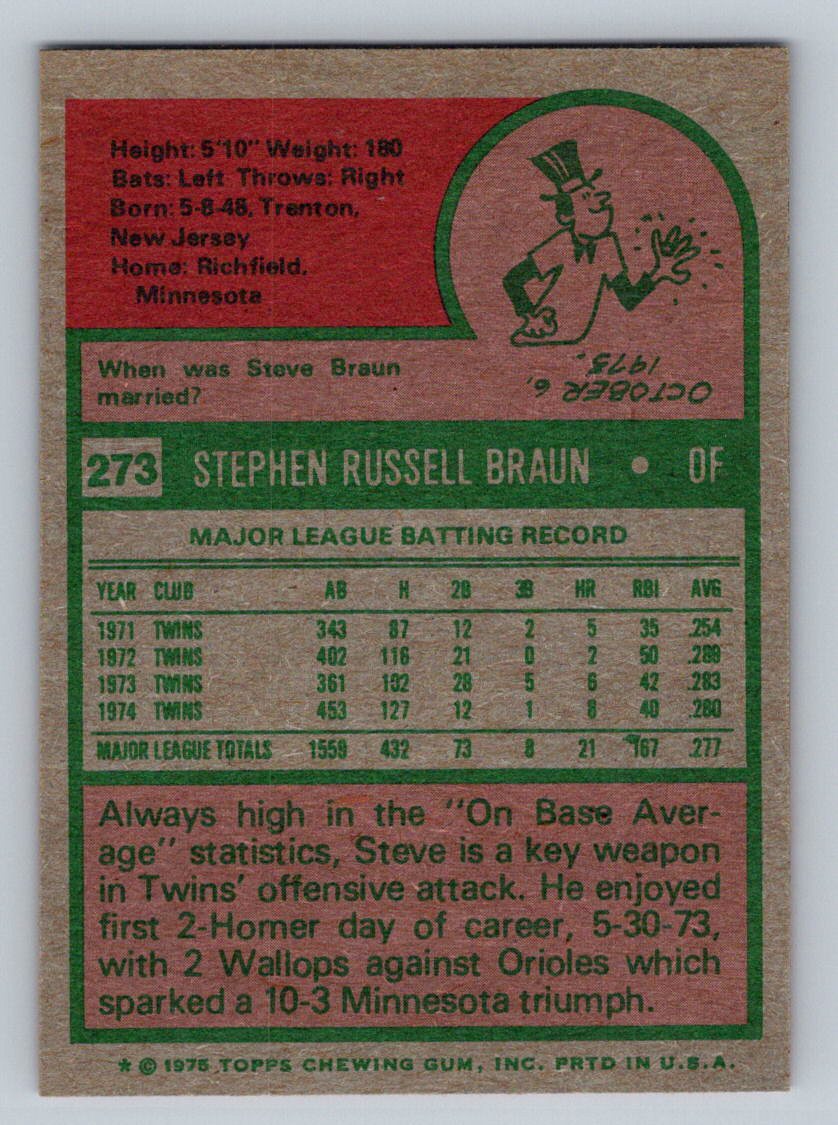 Height: 5'10" Weight: 180
Bats: Left Throws: Right
Born: 5-8-48, Trenton,
New Jersey
Home: Richfield,
Minnesota
When was Steve Braun
married?
OCTOBER 6,
1973.
273 STEPHEN RUSSELL BRAUN • OF
MAJOR LEAGUE BATTING RECORD
YEAR CLUB AB H 2B 3B HR RBI AVG
1971 TWINS 343 87 12 2 5 35 .254
1972 TWINS 402 116 21 0 2 50 .289
1973 TWINS 361 102 28 5 6 42 .283
1974 TWINS 453 127 12 1 8 40 .280
MAJOR LEAGUE TOTALS 1559 432 73 8 21 167 .277
Always high in the "On Base Aver-
age" statistics, Steve is a key weapon
in Twins' offensive attack. He enjoyed
first 2-Homer day of career, 5-30-73,
with 2 Wallops against Orioles which
sparked a 10-3 Minnesota triumph.
* © 1975 TOPPS CHEWING GUM, INC. PRTD IN U.S.A.